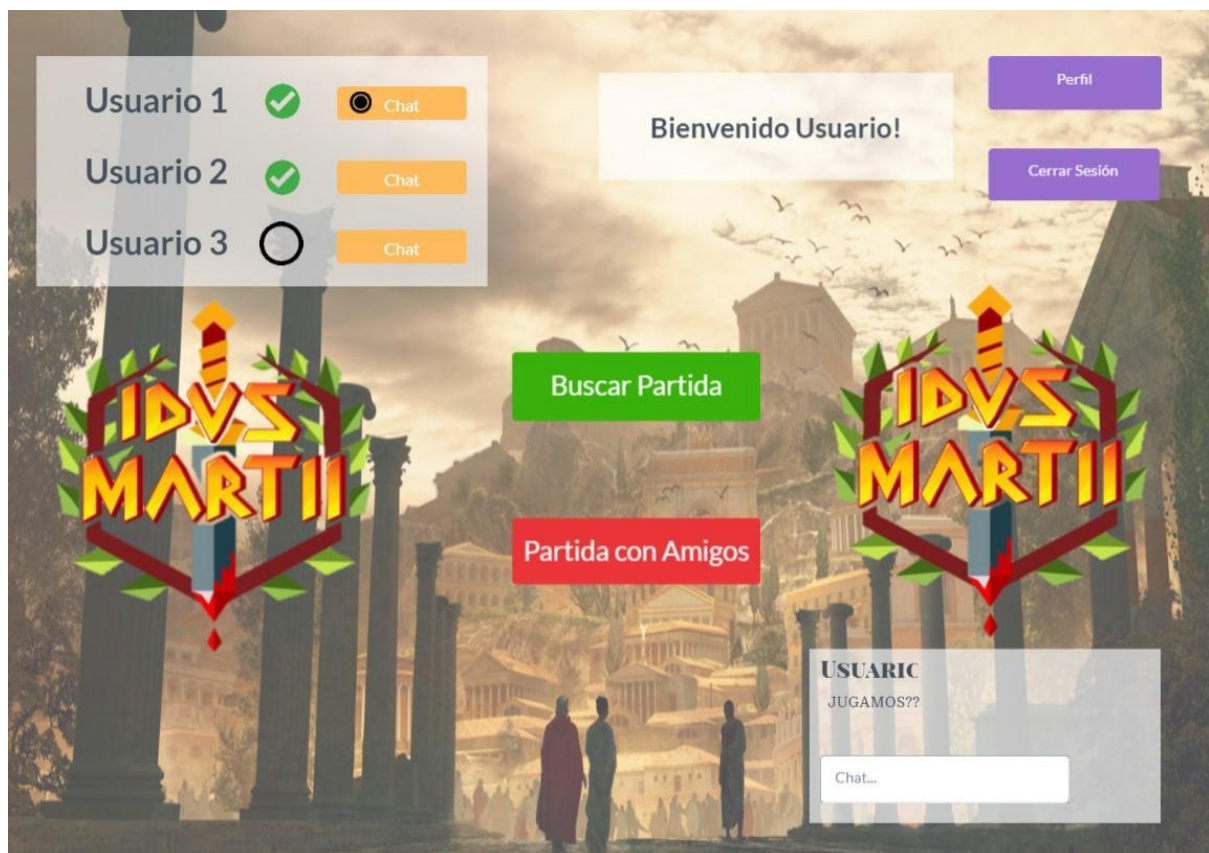 Usuario 1
Chat
Usuario 2
Chat
Usuario 3
Chat
Bienvenido Usuario!
Perfil
Cerrar Sesión
IDVS
MARTII
Buscar Partida
Partida con Amigos
IDVS
MARTII
USUARIC
JUGAMOS??
Chat...